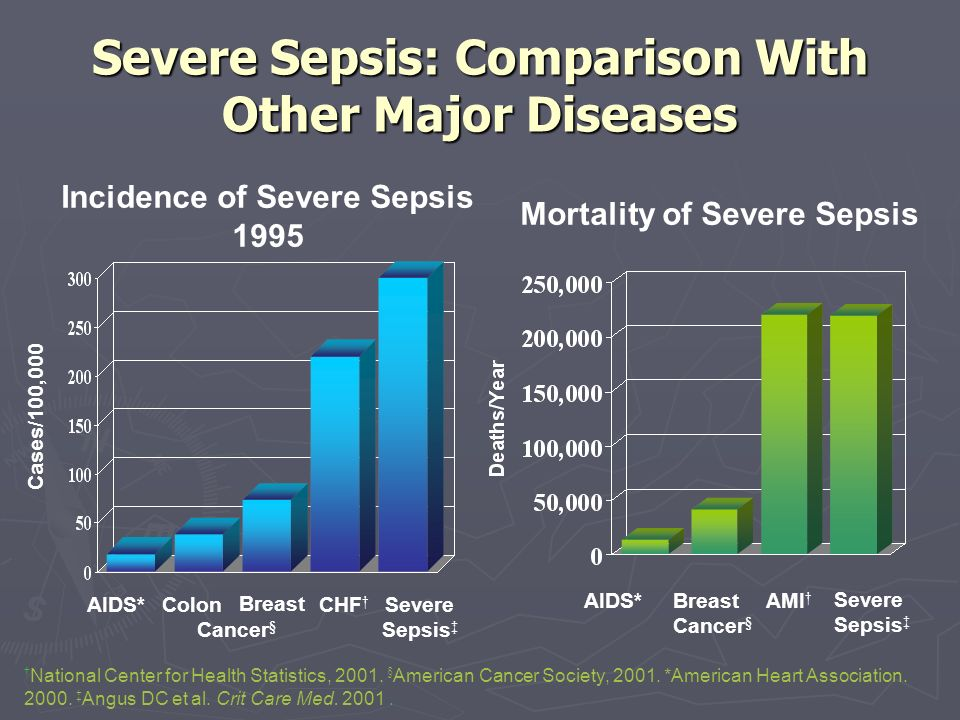 Severe Sepsis: Comparison With
Other Major Diseases
Incidence of Severe Sepsis
1995
Cases/100,000
300
250
200
150
100
50
0
AIDS* Colon Breast CHF† Severe
Cancer§ Sepsis‡
Mortality of Severe Sepsis
Deaths/Year
250,000
200,000
150,000
100,000
50,000
0
AIDS* Breast AMI† Severe
Cancer§ Sepsis‡
†National Center for Health Statistics, 2001. §American Cancer Society, 2001. *American Heart Association.
2000. ‡Angus DC et al. Crit Care Med. 2001 .